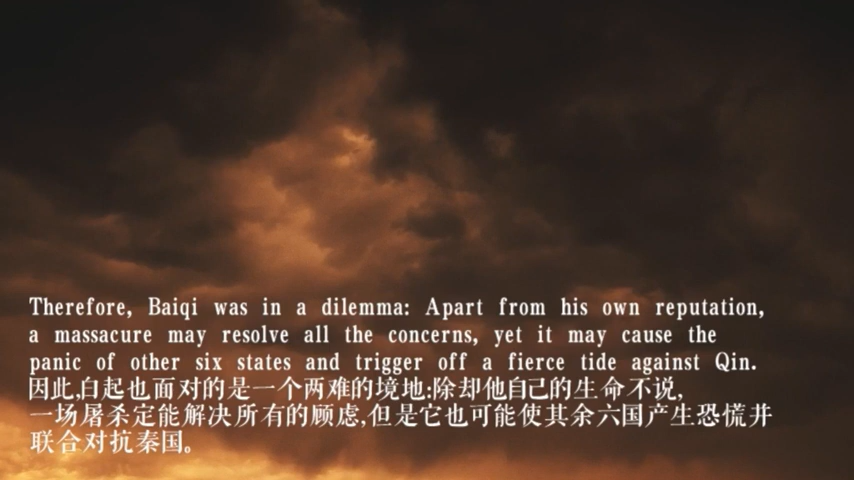 Therefore, Baiqi was in a dilemma: Apart from his own reputation,
a massacure may resolve all the concerns, yet it may cause the
panic of other six states and trigger off a fierce tide against Qin.
因此,白起也面对的是一个两难的境地:除却他自己的生命不说,
一场屠杀定能解决所有的顾虑,但是它也可能使其余六国产生恐慌并
联合对抗秦国。